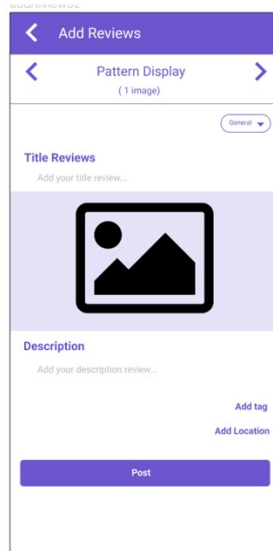 addreview02
Add Reviews
Pattern Display
( 1 image)
General
Title Reviews
Add your title review...
Description
Add your description review...
Add tag
Add Location
Post